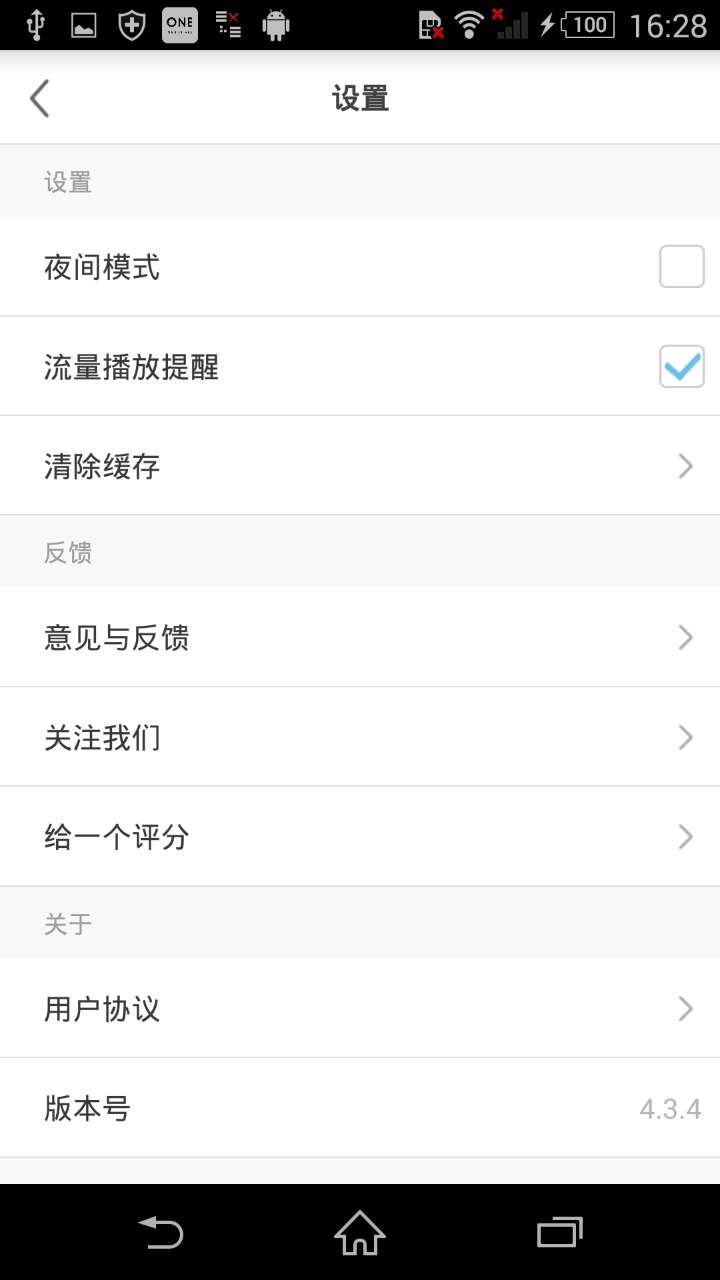 ONE
100
16:28
设置
设置
夜间模式
流量播放提醒
清除缓存
反馈
意见与反馈
关注我们
给一个评分
关于
用户协议
版本号
4.3.4